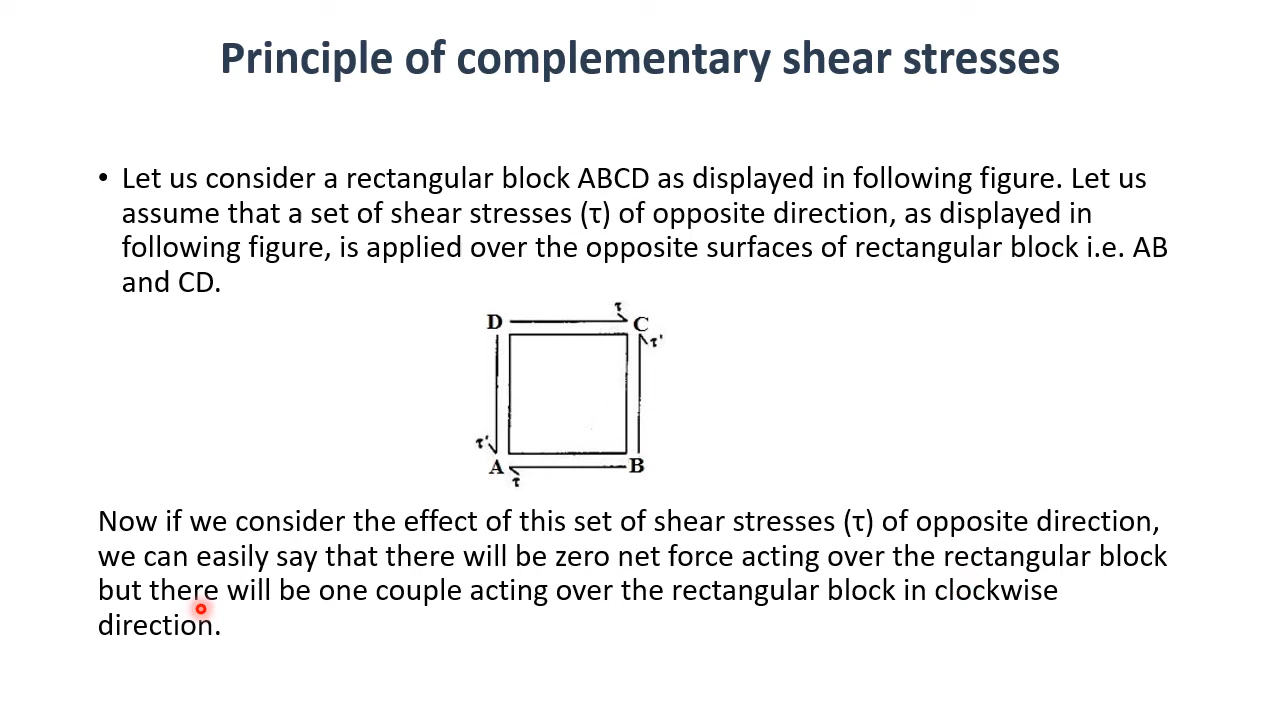 Principle of complementary shear stresses
• Let us consider a rectangular block ABCD as displayed in following figure. Let us
assume that a set of shear stresses (τ) of opposite direction, as displayed in
following figure, is applied over the opposite surfaces of rectangular block i.e. AB
and CD.
τ
D C
τ'
τ'
A B
τ
Now if we consider the effect of this set of shear stresses (τ) of opposite direction,
we can easily say that there will be zero net force acting over the rectangular block
but there will be one couple acting over the rectangular block in clockwise
direction.